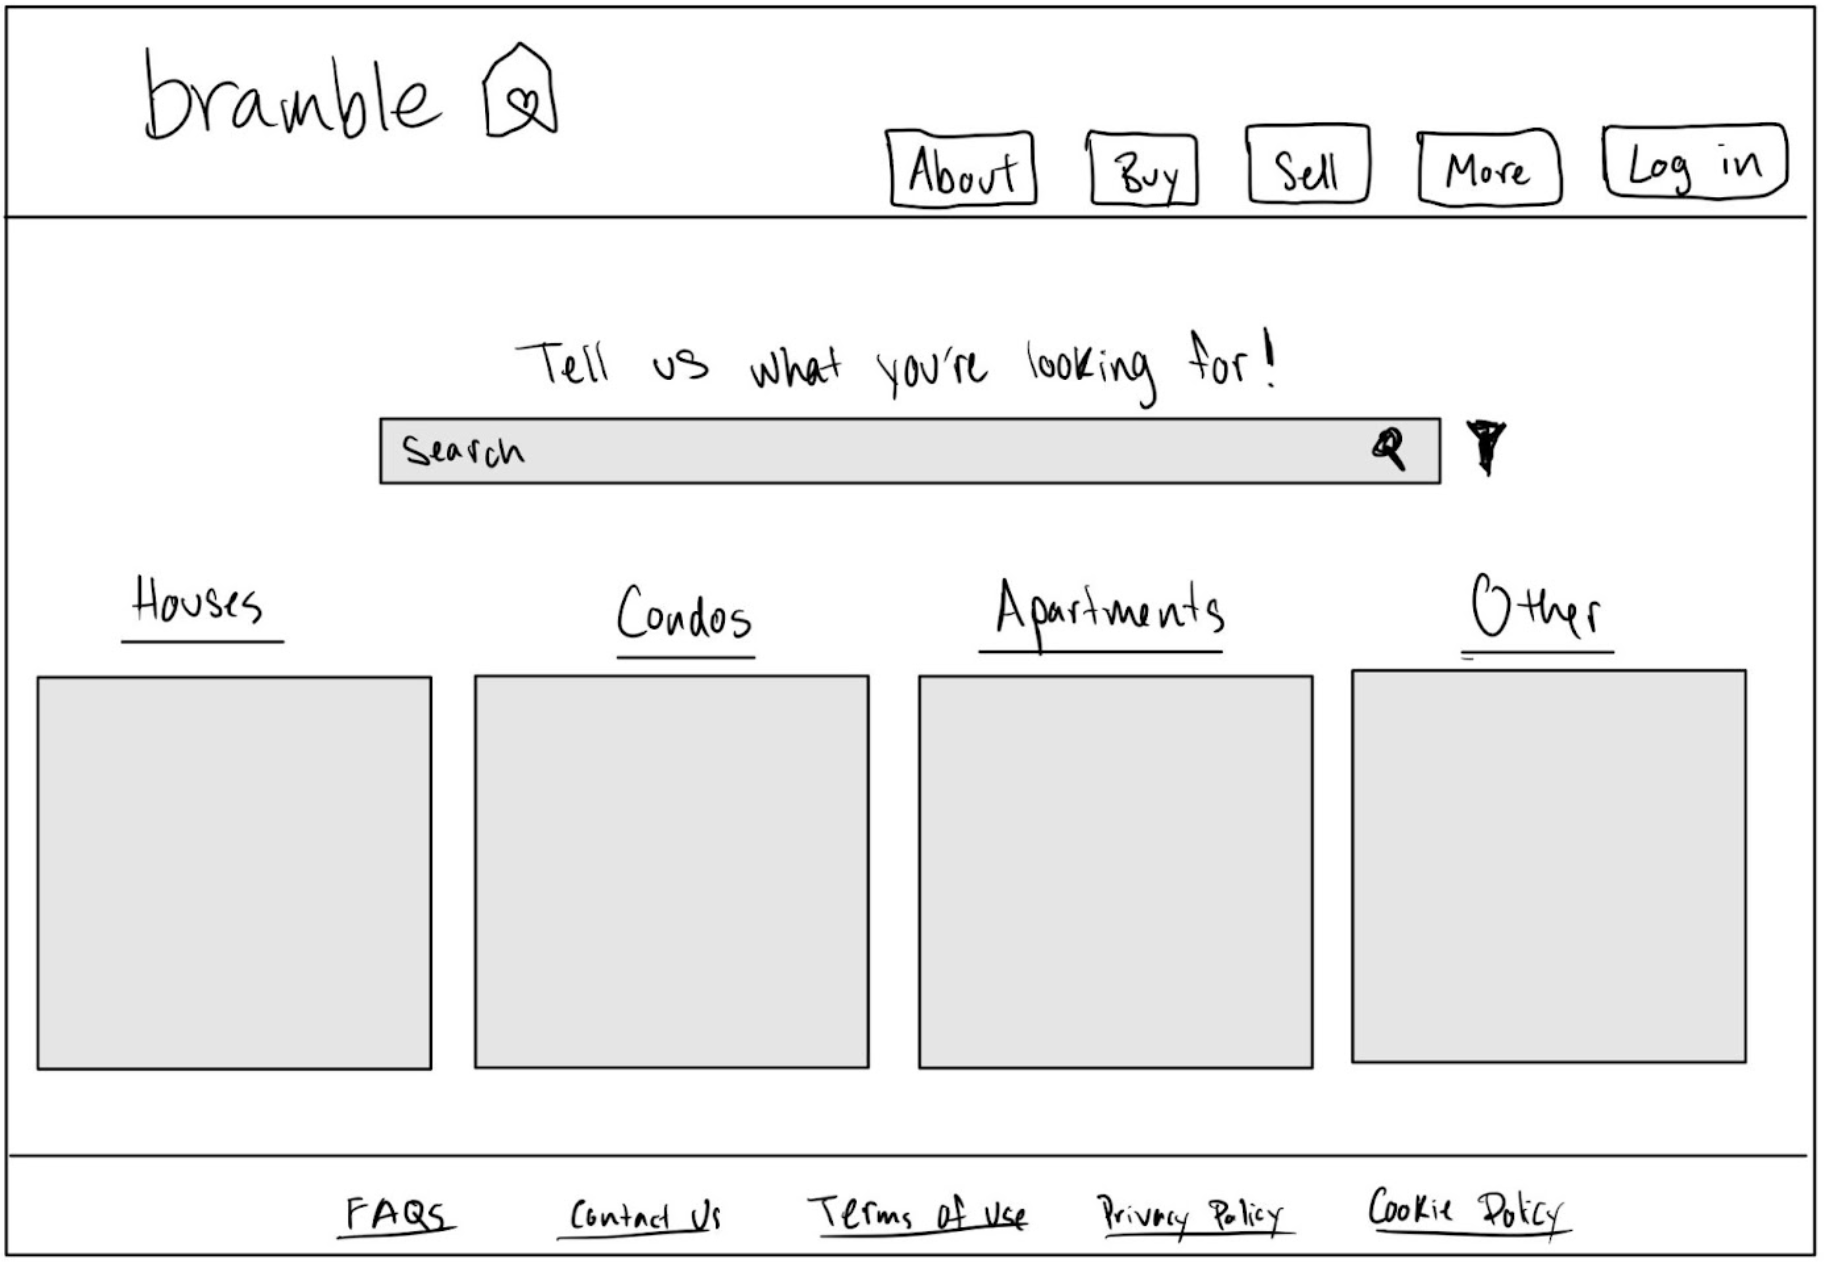 bramble
About Buy Sell More Log in
Tell us what you're looking for!
Search
Houses Condos Apartments Other
FAQS Contact Us Terms of use Privacy Policy Cookie Policy